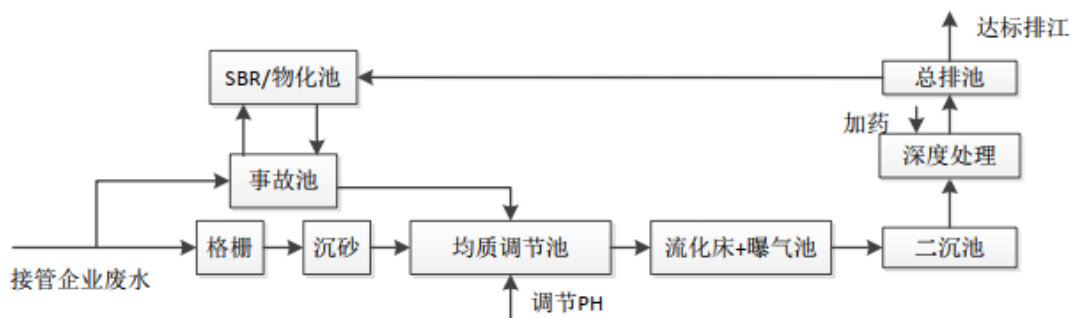 达标排江
SBR/物化池
总排池
加药
深度处理
事故池
格栅
沉砂
均质调节池
流化床+曝气池
二沉池
接管企业废水
调节PH